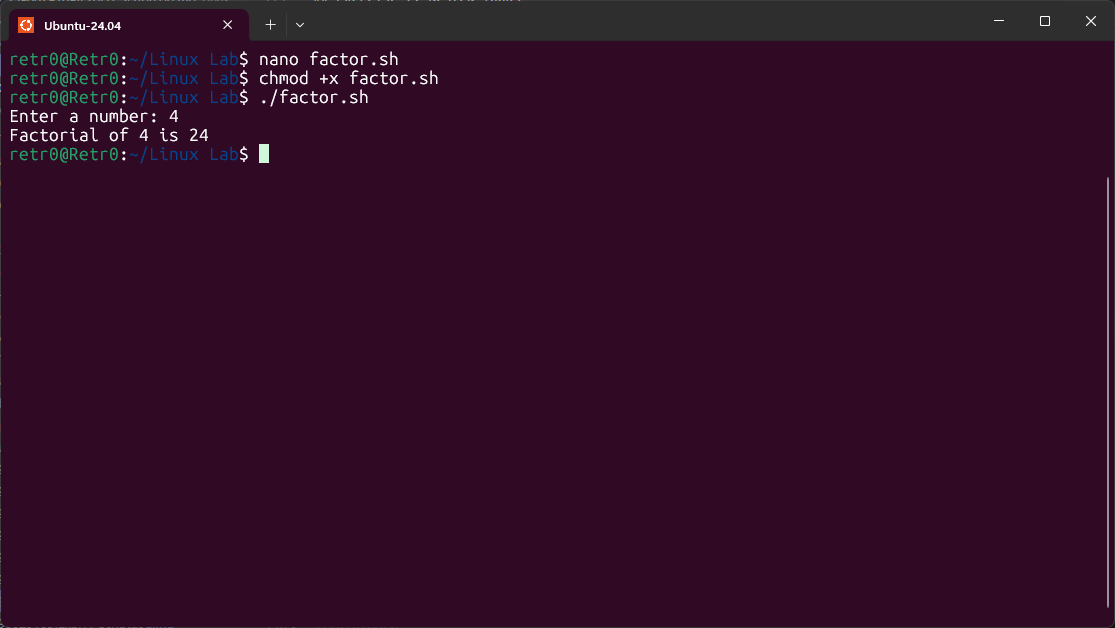 Ubuntu-24.04
retr0@Retr0:~/Linux Lab$ nano factor.sh
retr0@Retr0:~/Linux Lab$ chmod +x factor.sh
retr0@Retr0:~/Linux Lab$ ./factor.sh
Enter a number: 4
Factorial of 4 is 24
retr0@Retr0:~/Linux Lab$